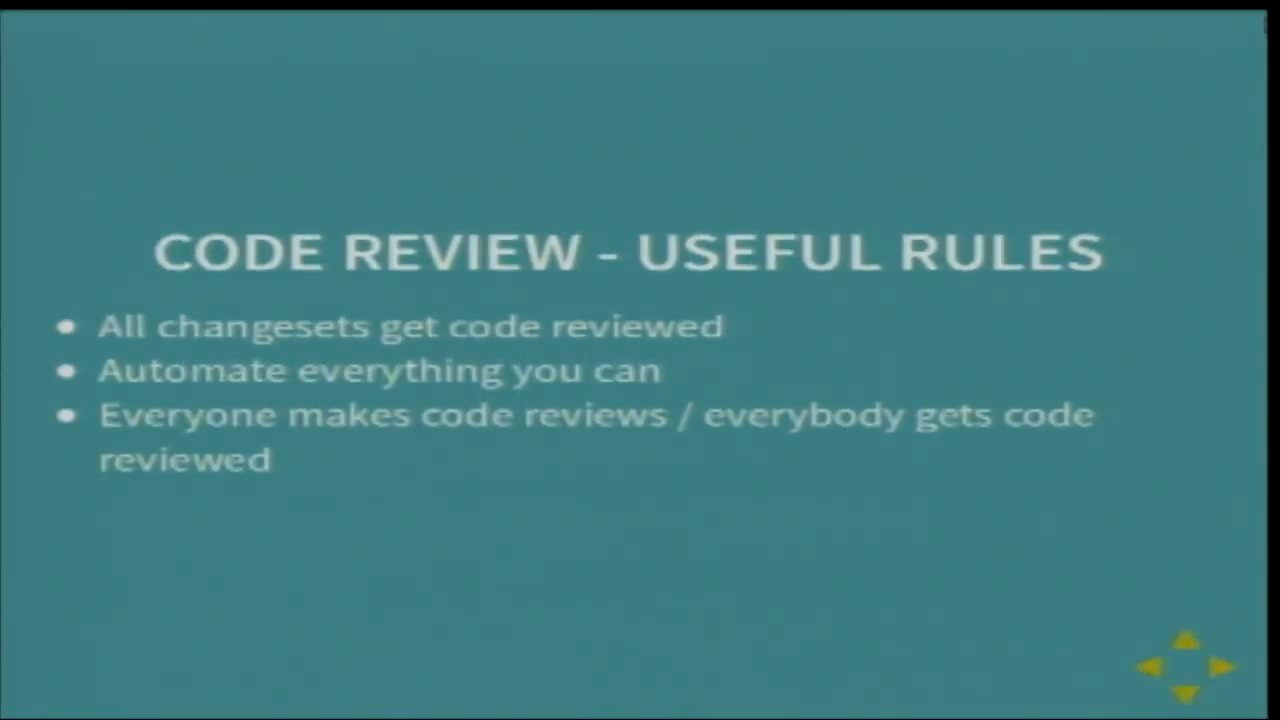 CODE REVIEW - USEFUL RULES
All changesets get code reviewed
Automate everything you can
Everyone makes code reviews / everybody gets code
reviewed